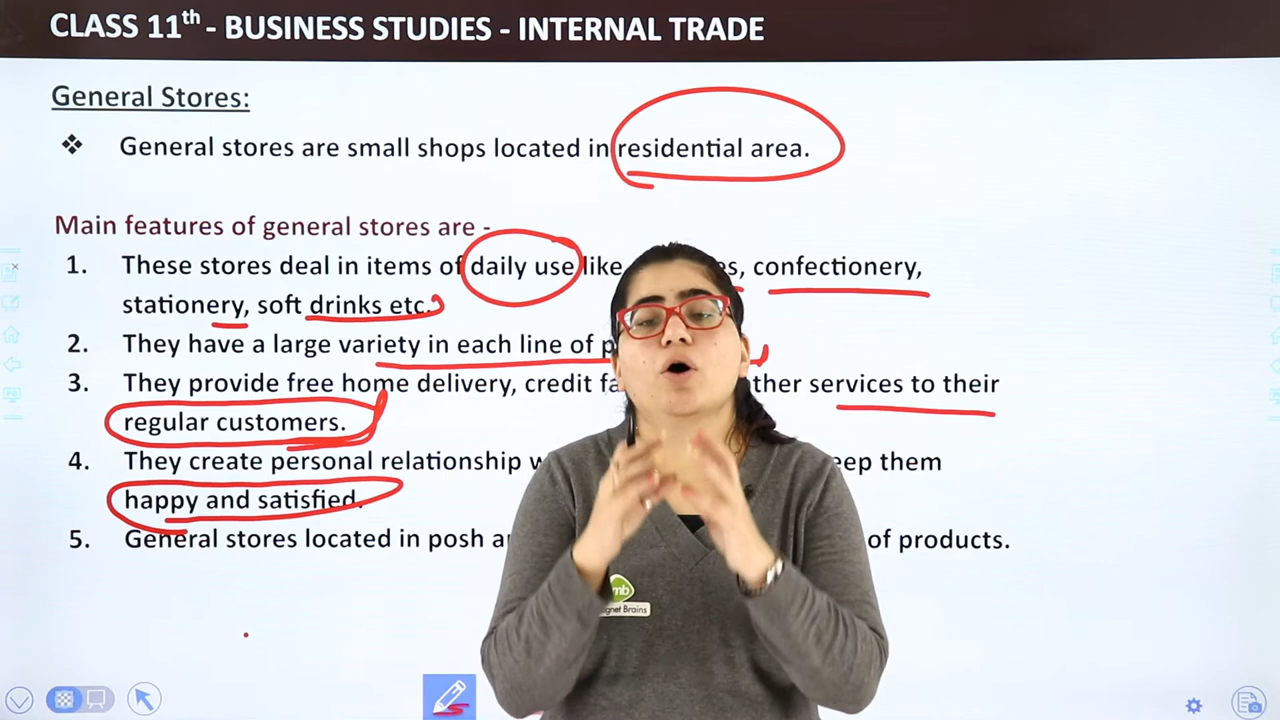 CLASS 11th - BUSINESS STUDIES - INTERNAL TRADE
General Stores:
❖ General stores are small shops located in residential area.
Main features of general stores are -
1. These stores deal in items of daily use like confectionery,
stationery, soft drinks etc.
2. They have a large variety in each line of
3. They provide free home delivery, credit services to their
regular customers.
4. They create personal relationship them
happy and satisfied.
5. General stores located in posh of products.
mb
gnet Brains